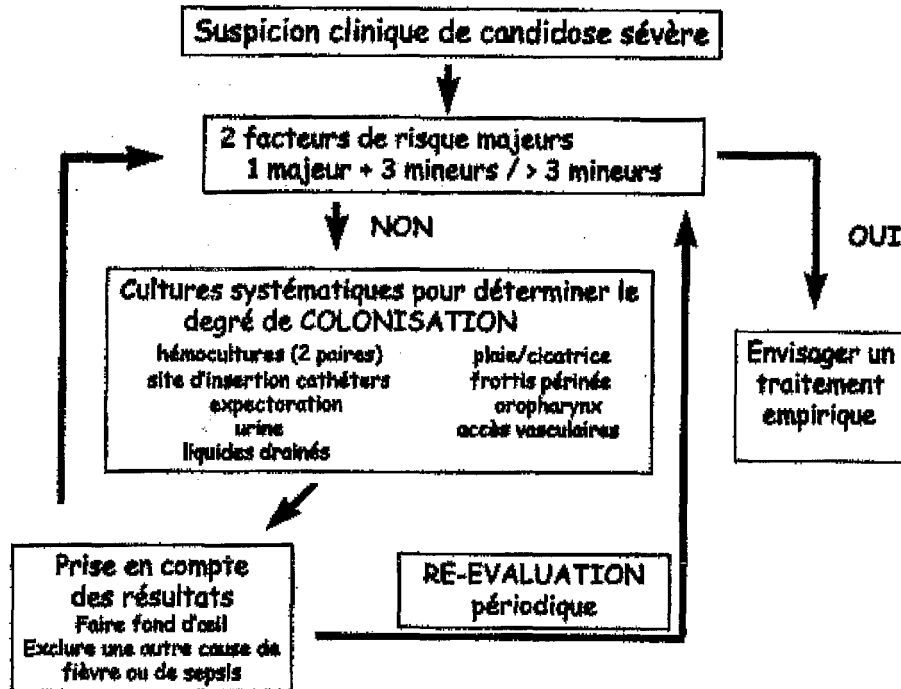 Suspicion clinique de candidose sévère
2 facteurs de risque majeurs
1 majeur + 3 mineurs / > 3 mineurs
NON
OUI
Cultures systématiques pour déterminer le
degré de COLONISATION
hémocultures (2 paires)
site d'insertion cathéters
expectoration
urine
liquides drainés
plaie/cicatrice
frottis périnée
oropharynx
accès vasculaires
Envisager un
traitement
empirique
Prise en compte
des résultats
Faire fond d'œil
Exclure une autre cause de
fièvre ou de sepsis
RE-EVALUATION
périodique